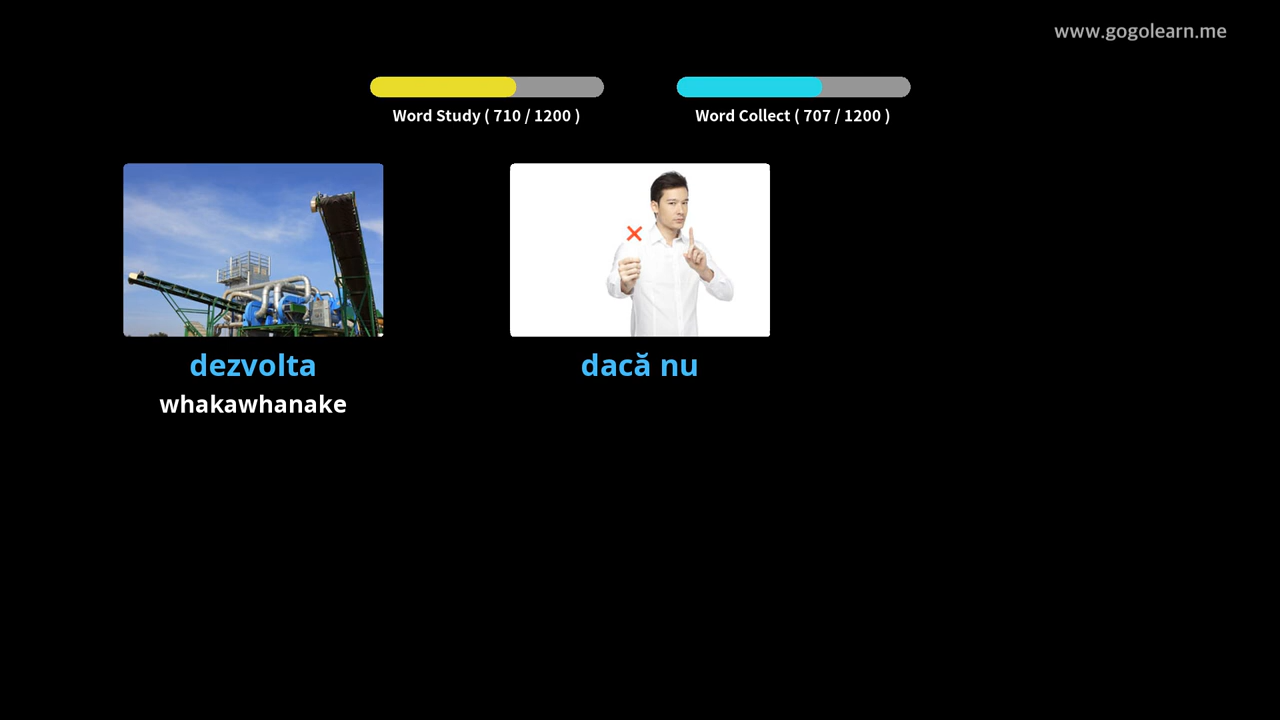 www.gogolearn.me
Word Study ( 710 / 1200 )
Word Collect ( 707 / 1200 )
dezvolta
whakawhanake
dacă nu